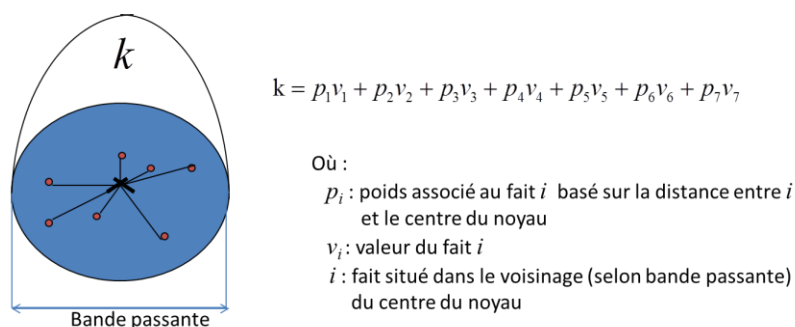 k
k = p₁v₁ + p₂v₂ + p₃v₃ + p₄v₄ + p₅v₅ + p₆v₆ + p₇v₇
Où :
pᵢ : poids associé au fait i basé sur la distance entre i
et le centre du noyau
vᵢ : valeur du fait i
i : fait situé dans le voisinage (selon bande passante)
du centre du noyau
Bande passante